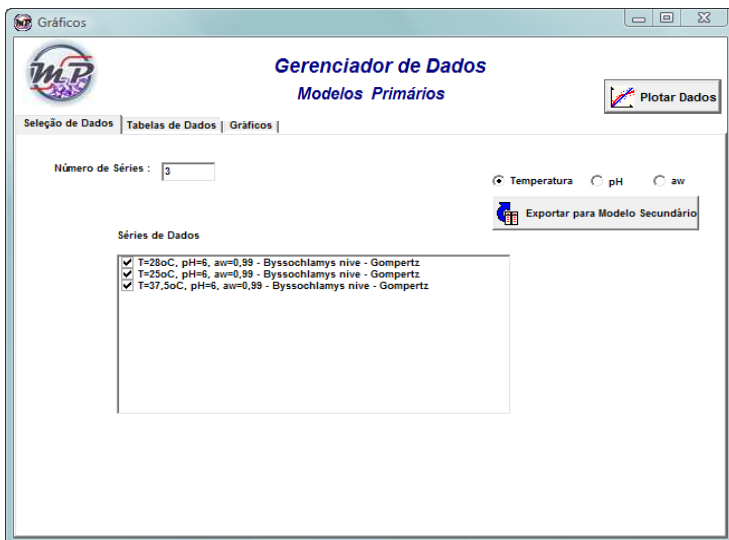 Gráficos
MP
Gerenciador de Dados
Modelos Primários
Plotar Dados
Seleção de Dados Tabelas de Dados Gráficos
Número de Séries : 3
Temperatura pH aw
Exportar para Modelo Secundário
Séries de Dados
T=28oC, pH=6, aw=0,99 - Byssochlamys nive - Gompertz
T=25oC, pH=6, aw=0,99 - Byssochlamys nive - Gompertz
T=37,5oC, pH=6, aw=0,99 - Byssochlamys nive - Gompertz